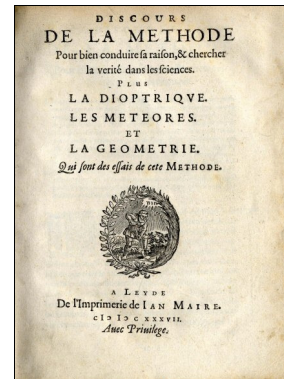 DISCOURS
DE LA METHODE
Pour bien conduire sa raison, & chercher
la verité dans les sciences.
PLUS
LA DIOPTRIQVE.
LES METEORES.
ET
LA GEOMETRIE.
Qui sont des essais de cete METHODE.
A LEYDE
De l'Imprimerie de IAN MAIRE.
cIↃ IↃ C XXXVII.
Auec Priuilege.